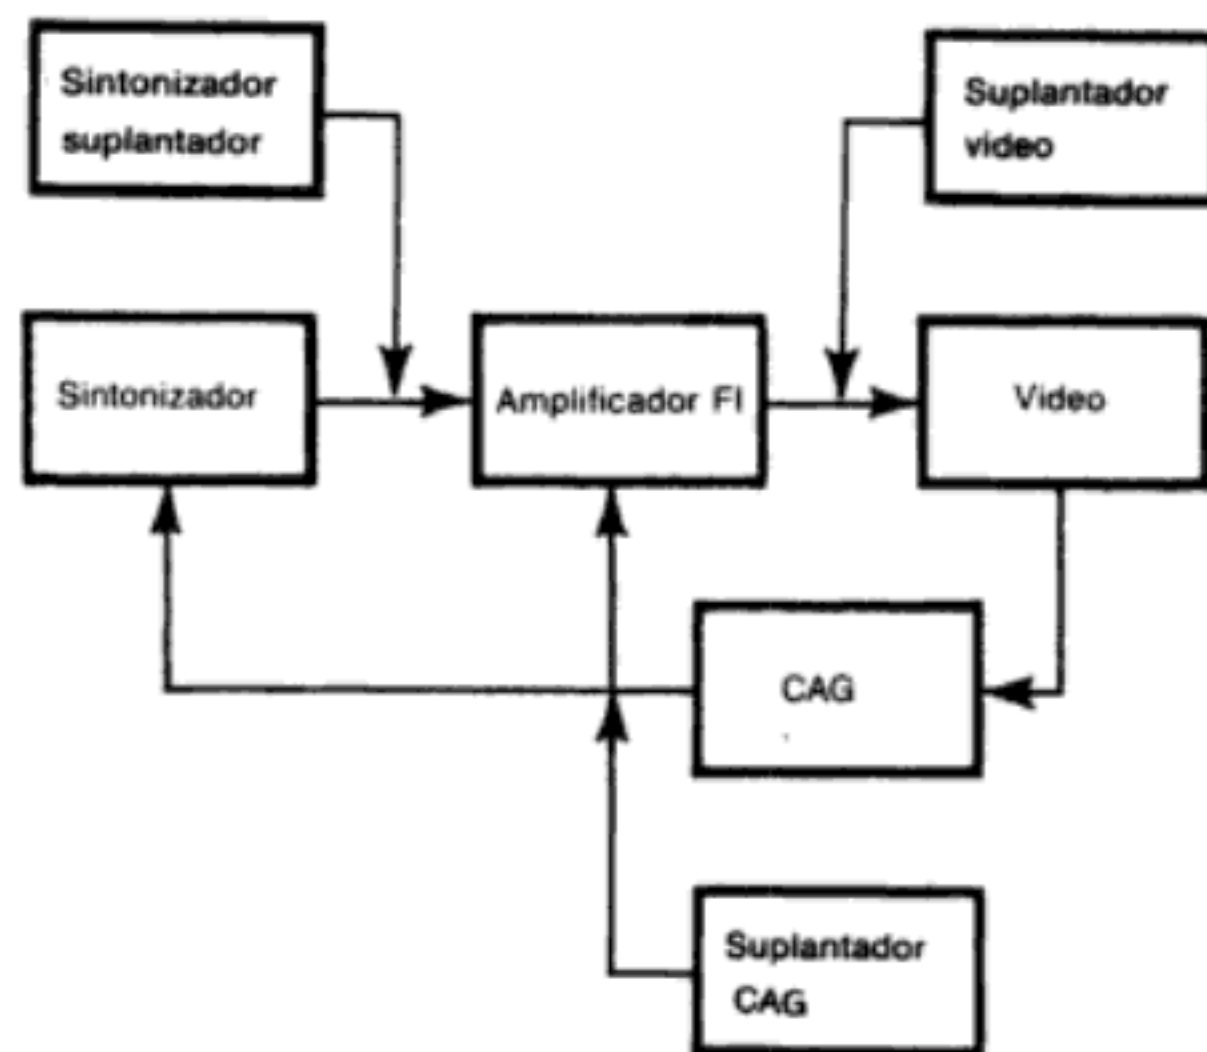 Sintonizador
suplantador
Suplantador
video
Sintonizador
Amplificador FI
Video
CAG
Suplantador
CAG